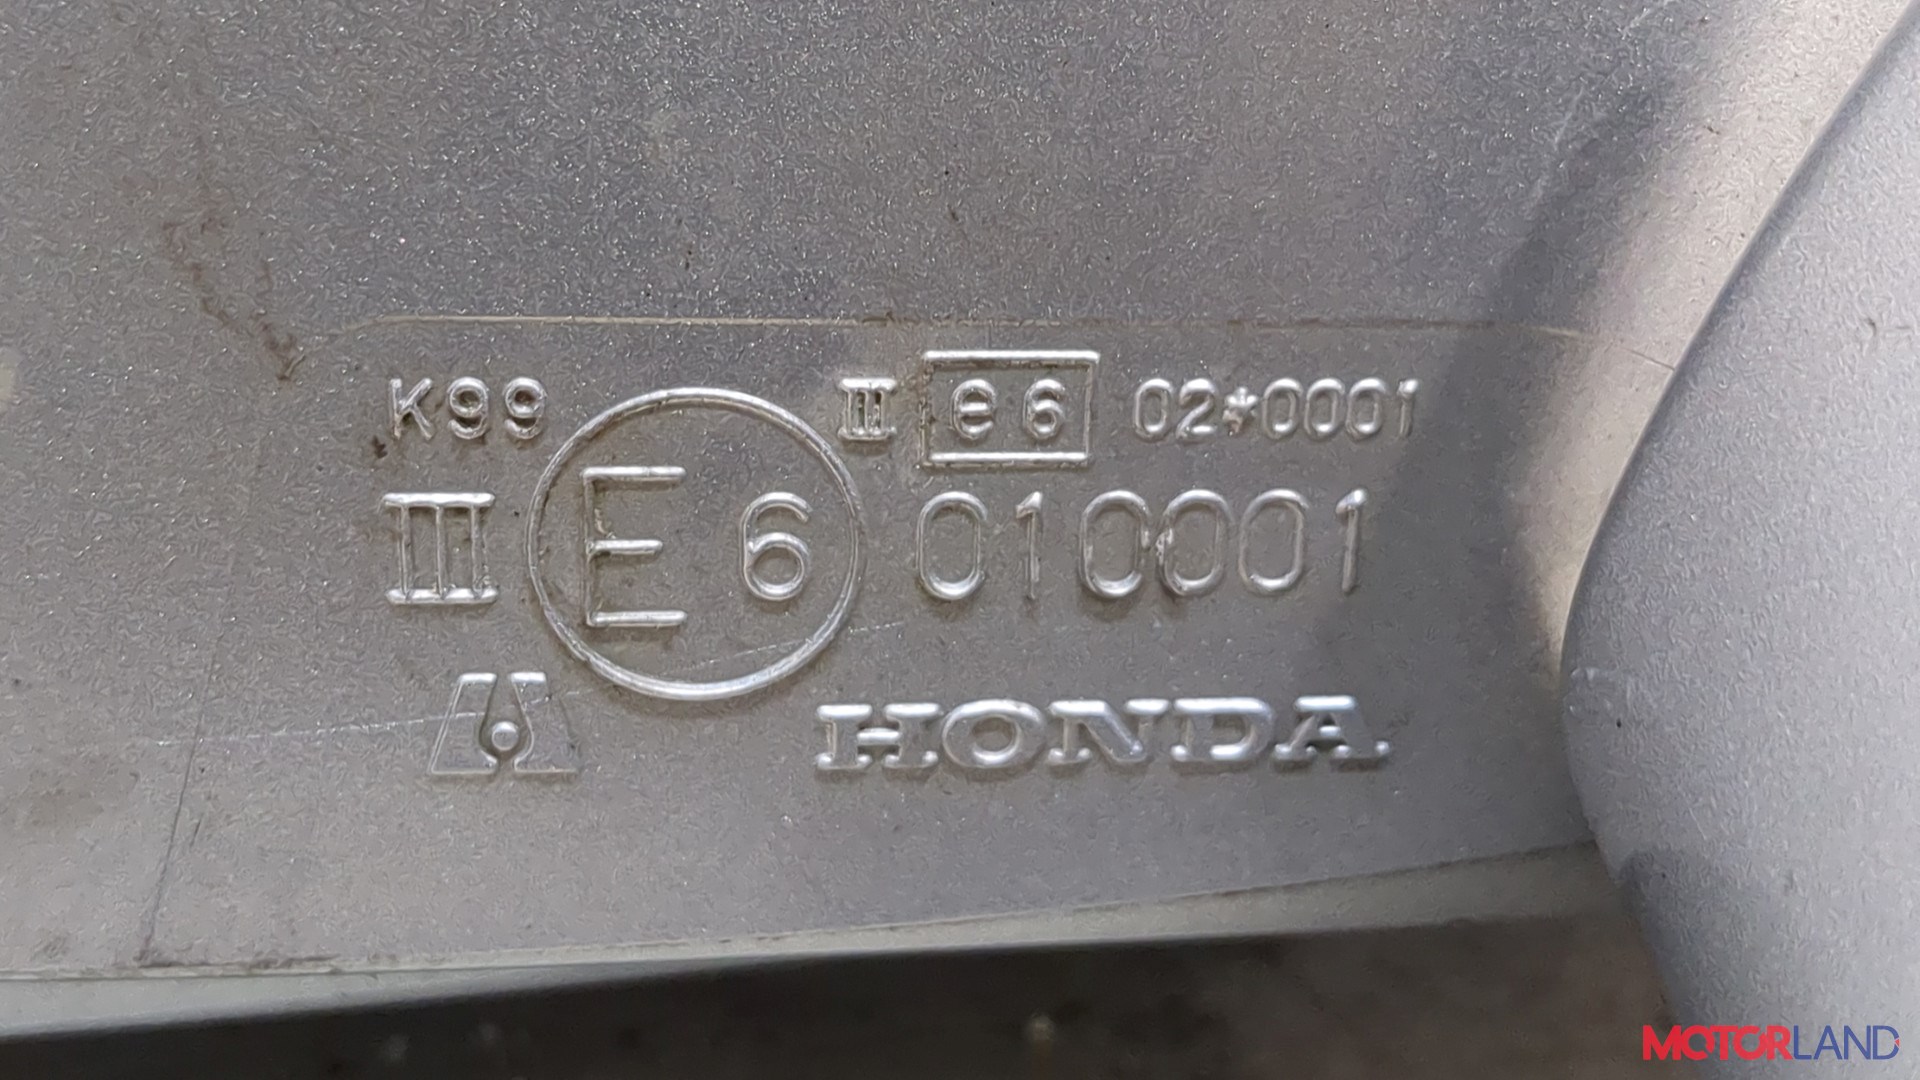 K99 III e6 02*0001
III E6 010001
HONDA
MOTORLAND